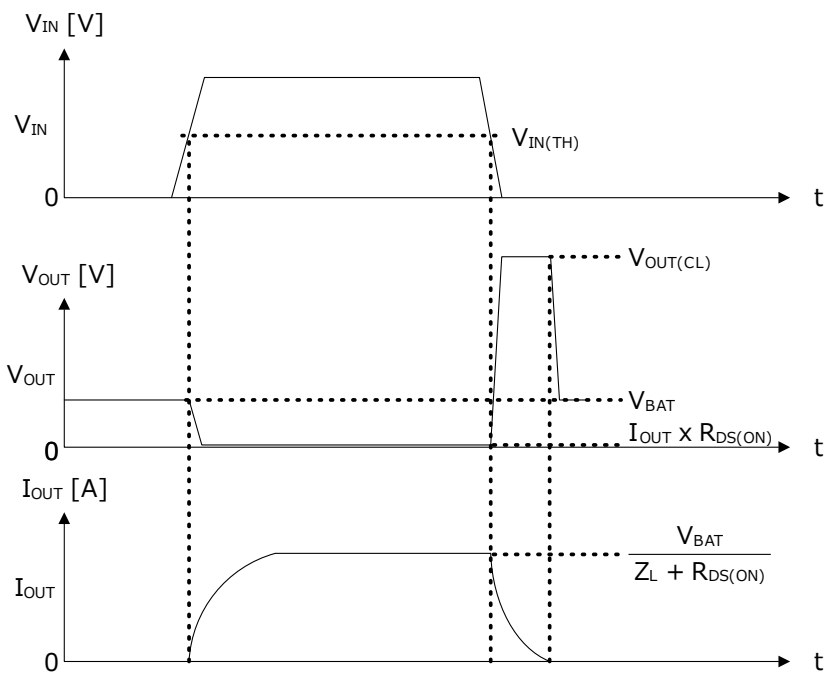 VIN [V]
VIN
VIN(TH)
0
t
VOUT(CL)
VOUT [V]
VOUT
VBAT
IOUT x RDS(ON)
0
t
IOUT [A]
VBAT
ZL + RDS(ON)
IOUT
0
t